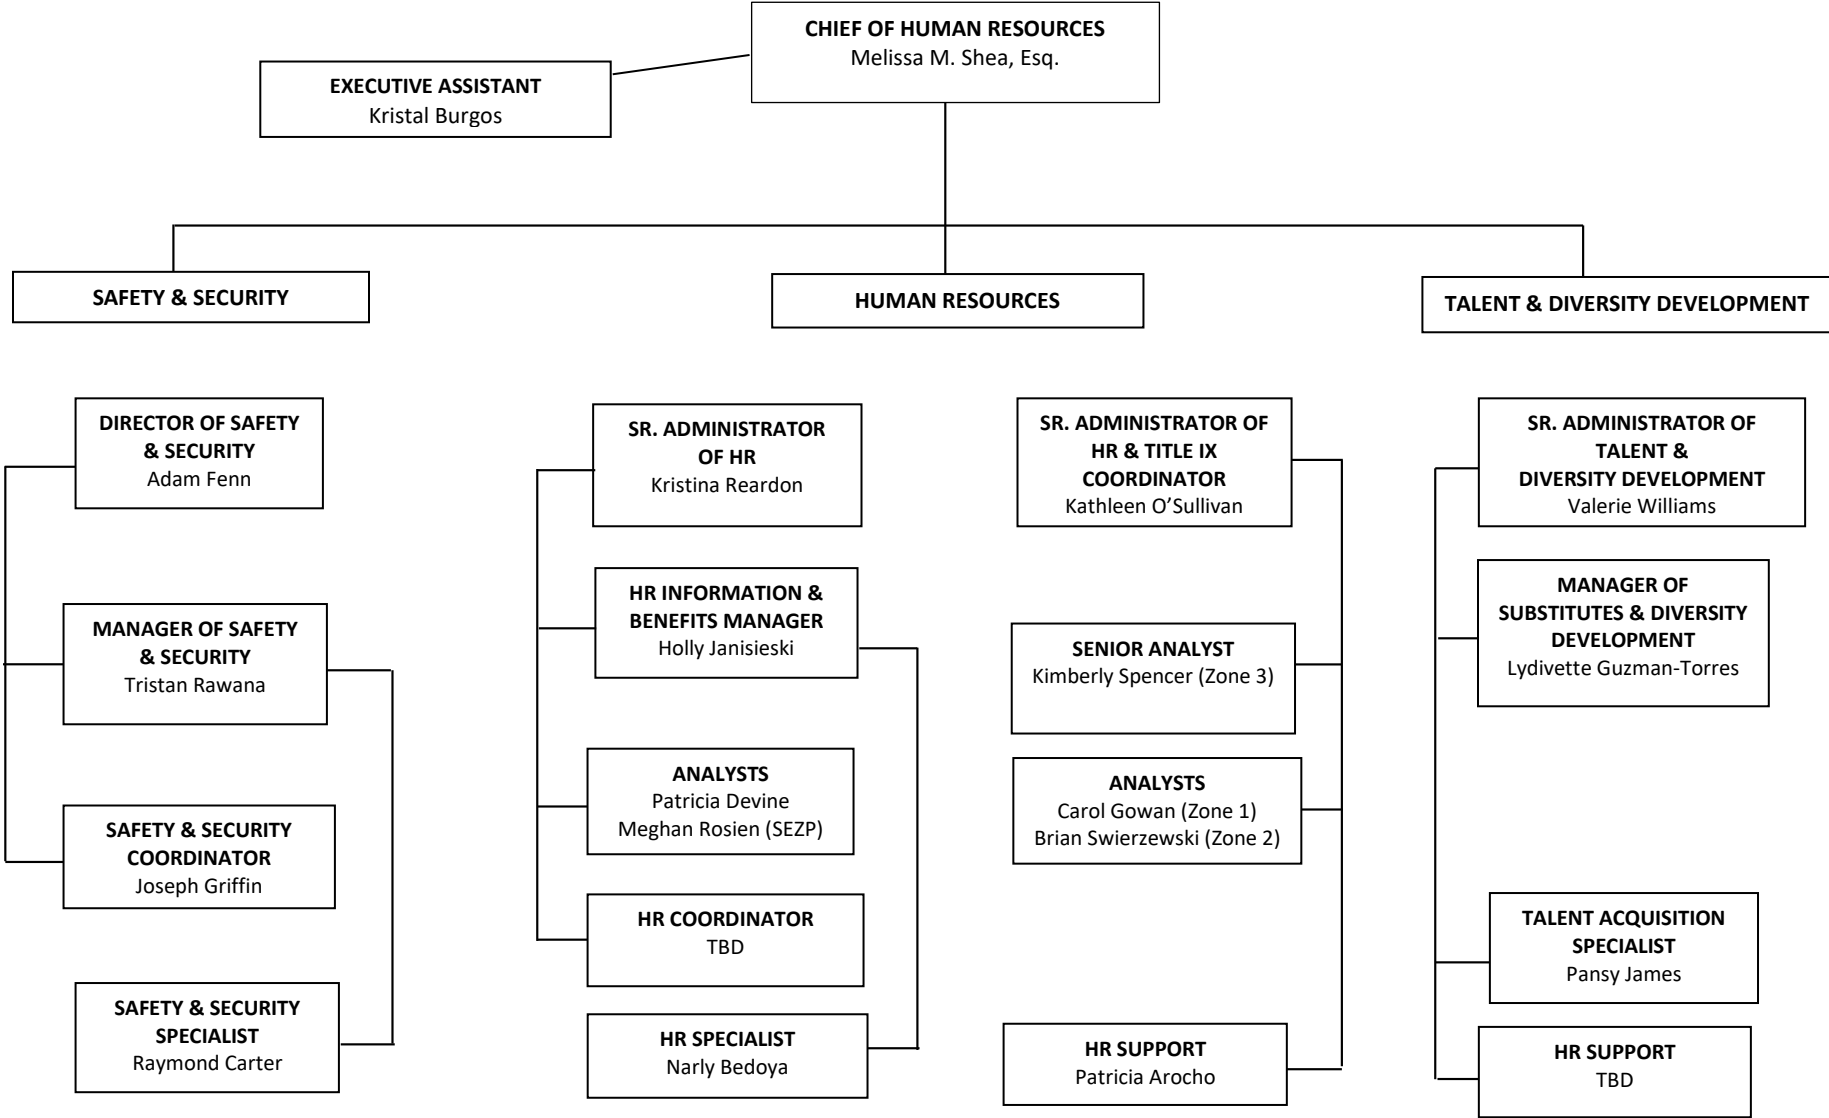 CHIEF OF HUMAN RESOURCES
Melissa M. Shea, Esq.
EXECUTIVE ASSISTANT
Kristal Burgos
SAFETY & SECURITY
HUMAN RESOURCES
TALENT & DIVERSITY DEVELOPMENT
DIRECTOR OF SAFETY
& SECURITY
Adam Fenn
MANAGER OF SAFETY
& SECURITY
Tristan Rawana
SAFETY & SECURITY
COORDINATOR
Joseph Griffin
SAFETY & SECURITY
SPECIALIST
Raymond Carter
SR. ADMINISTRATOR
OF HR
Kristina Reardon
HR INFORMATION &
BENEFITS MANAGER
Holly Janisieski
ANALYSTS
Patricia Devine
Meghan Rosien (SEZP)
HR COORDINATOR
TBD
HR SPECIALIST
Narly Bedoya
SR. ADMINISTRATOR OF
HR & TITLE IX
COORDINATOR
Kathleen O’Sullivan
SENIOR ANALYST
Kimberly Spencer (Zone 3)
ANALYSTS
Carol Gowan (Zone 1)
Brian Swierzewski (Zone 2)
HR SUPPORT
Patricia Arocho
SR. ADMINISTRATOR OF
TALENT &
DIVERSITY DEVELOPMENT
Valerie Williams
MANAGER OF
SUBSTITUTES & DIVERSITY
DEVELOPMENT
Lydivette Guzman-Torres
TALENT ACQUISITION
SPECIALIST
Pansy James
HR SUPPORT
TBD